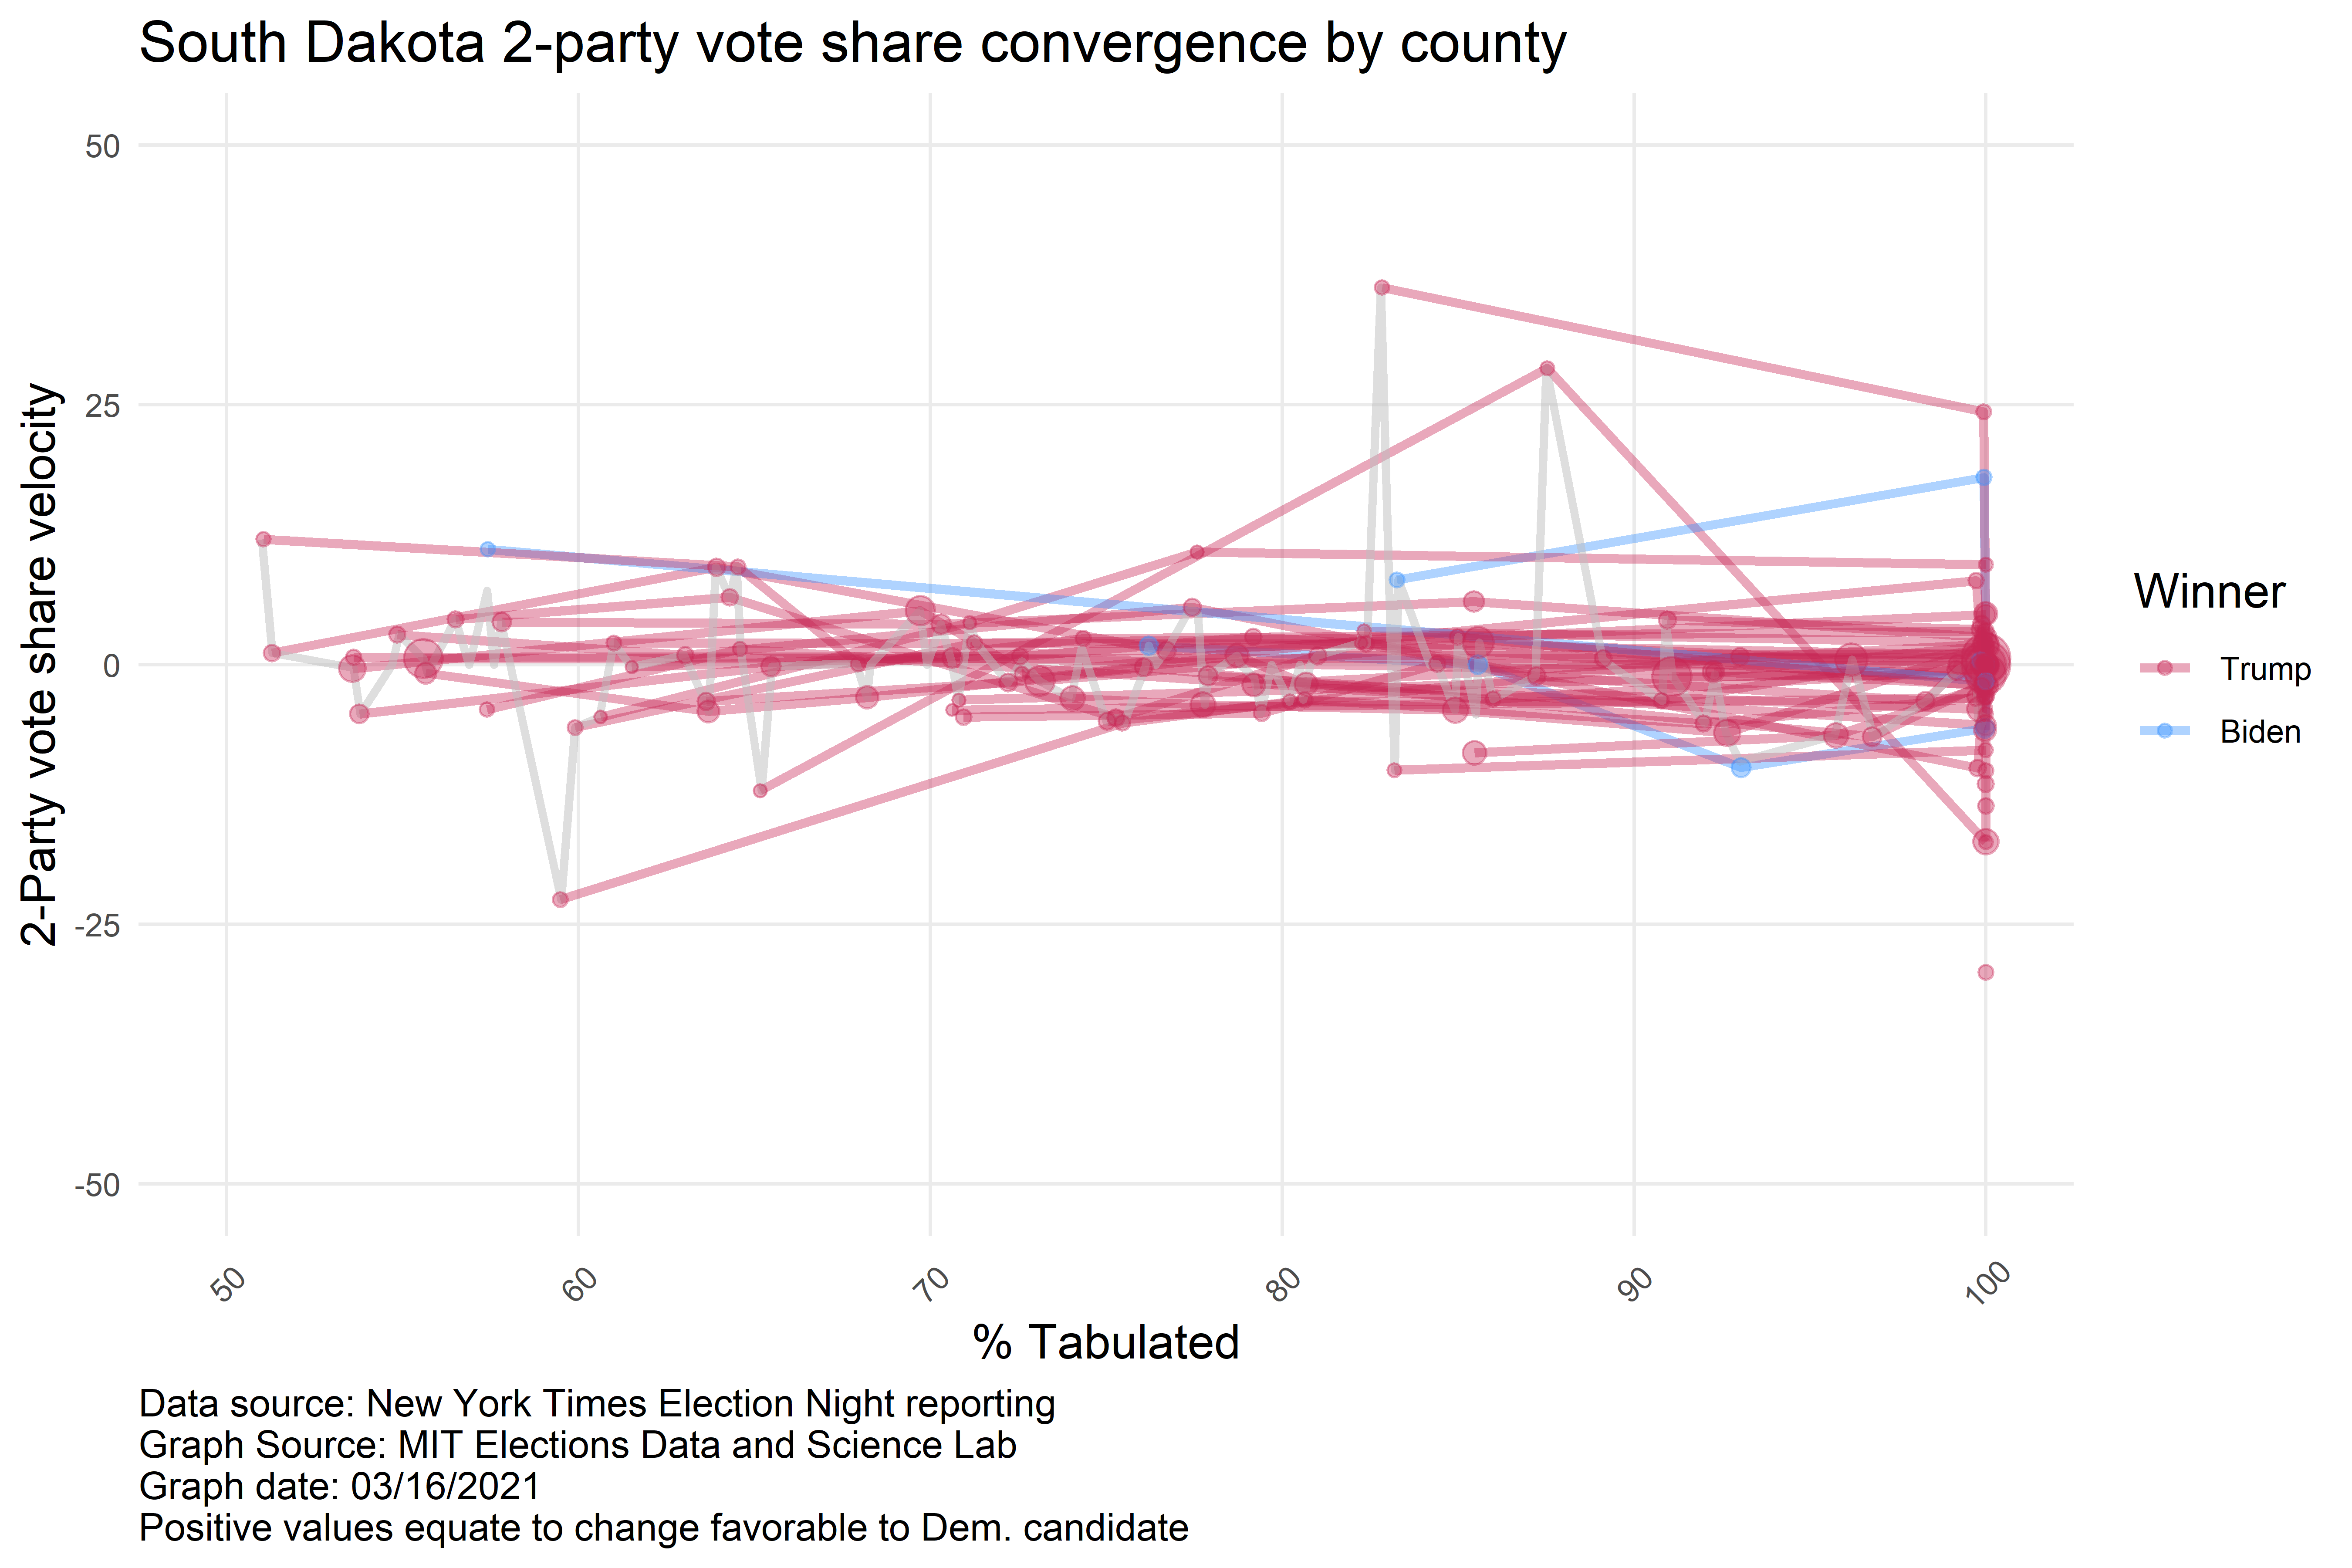 South Dakota 2-party vote share convergence by county
2-Party vote share velocity
50
25
0
-25
-50
50
60
70
80
90
100
% Tabulated
Winner
Trump
Biden
Data source: New York Times Election Night reporting
Graph Source: MIT Elections Data and Science Lab
Graph date: 03/16/2021
Positive values equate to change favorable to Dem. candidate